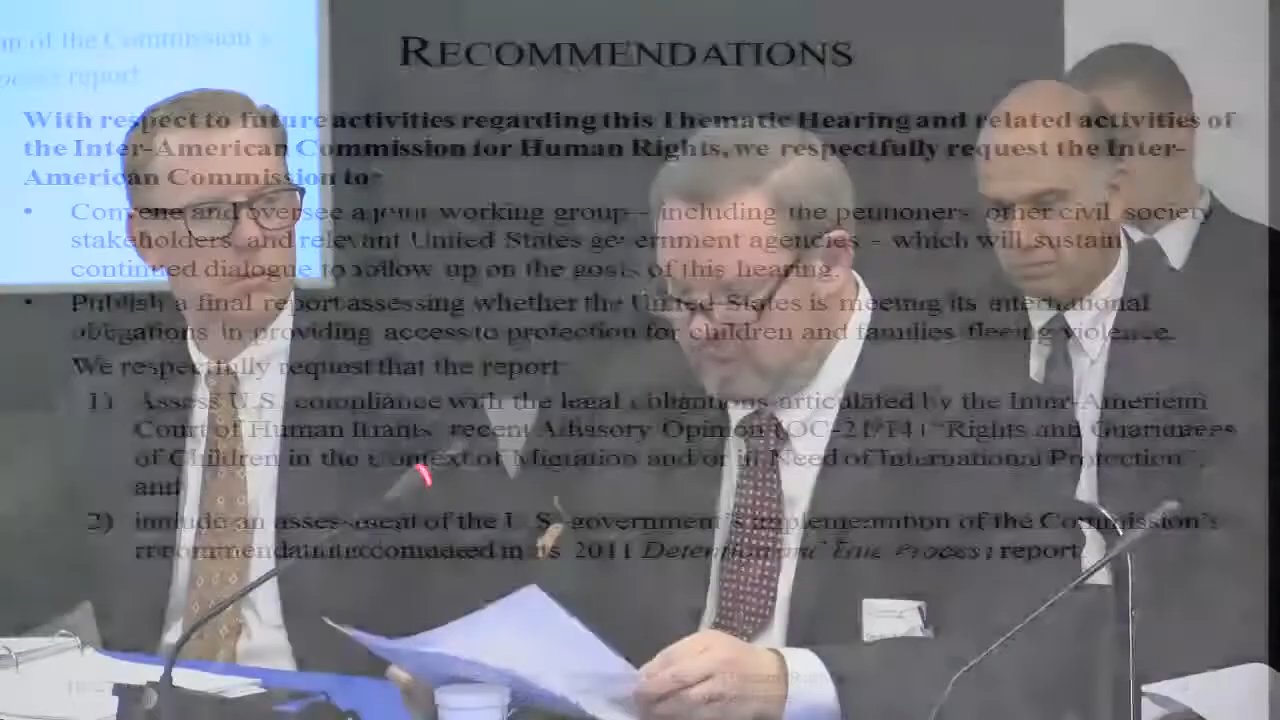 n of the Commission's
process report
RECOMMENDATIONS
With respect to future activities regarding this Thematic Hearing and related activities of
the Inter-American Commission for Human Rights, we respectfully request the Inter-
American Commission to:
• Convene and oversee a joint working group – including the petitioners, other civil society
stakeholders, and relevant United States government agencies – which will sustain
continued dialogue to follow up on the goals of this hearing.
• Publish a final report assessing whether the United States is meeting its international
obligations in providing access to protection for children and families fleeing violence.
We respectfully request that the report
1) Assess U.S. compliance with the legal obligations articulated by the Inter-American
Court of Human Rights' recent Advisory Opinion (OC-21/14) "Rights and Guarantees
of Children in the Context of Migration and/or in Need of International Protection",
and
2) include an assessment of the U.S. government's implementation of the Commission's
in its 2011 Detention and Due Process report